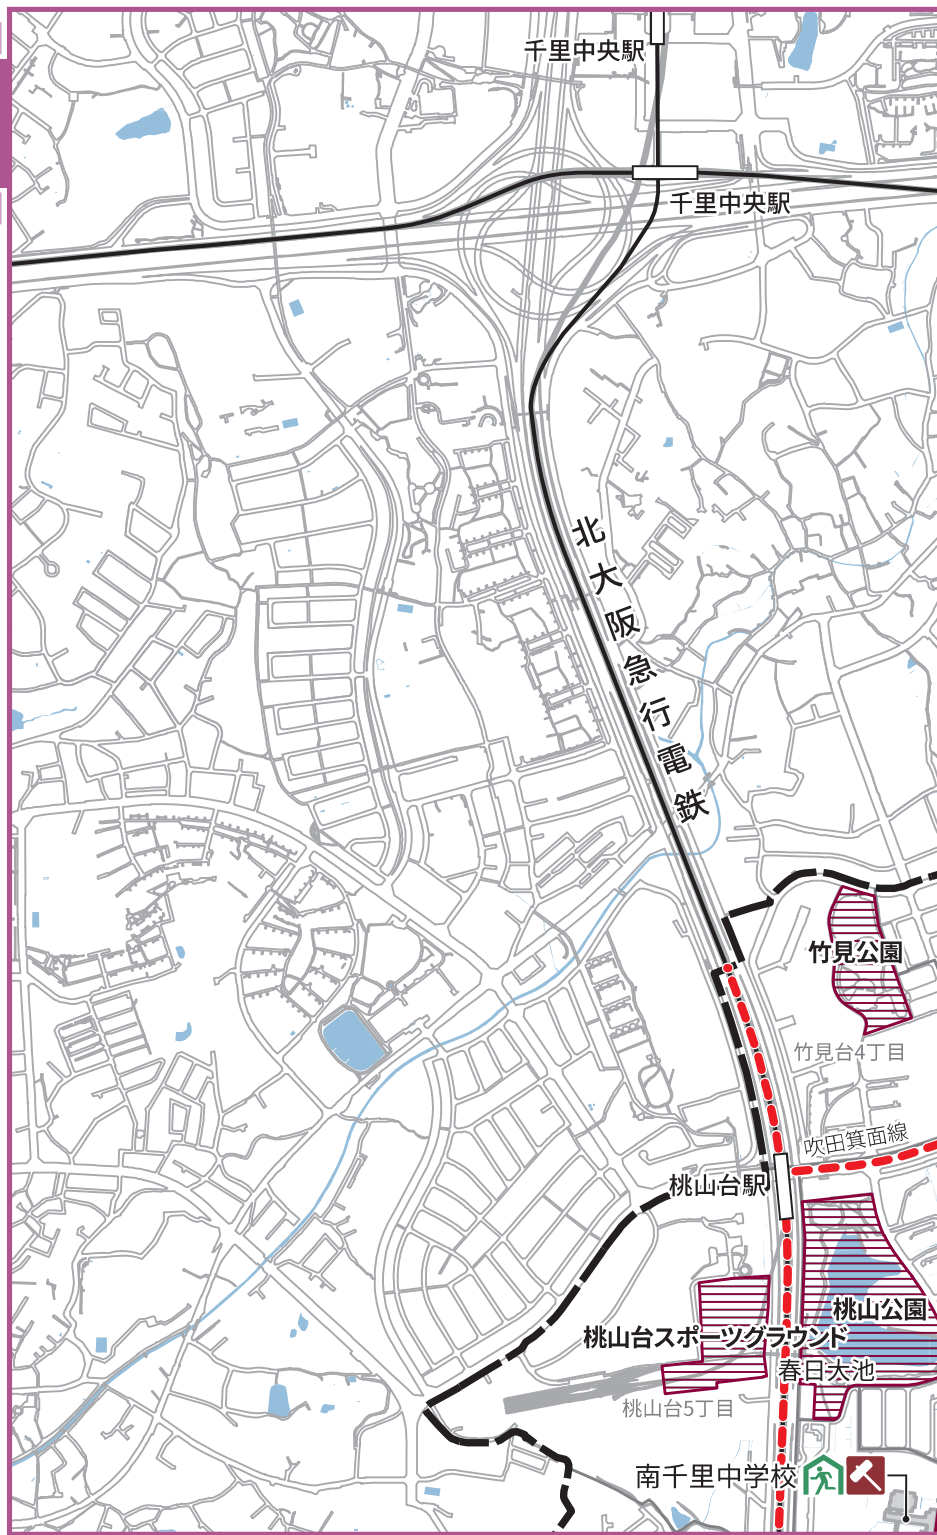 千里中央駅
千里中央駅
北大阪急行電鉄
竹見公園
竹見台4丁目
吹田箕面線
桃山台駅
桃山公園
桃山台スポーツグラウンド
春日大池
桃山台5丁目
南千里中学校